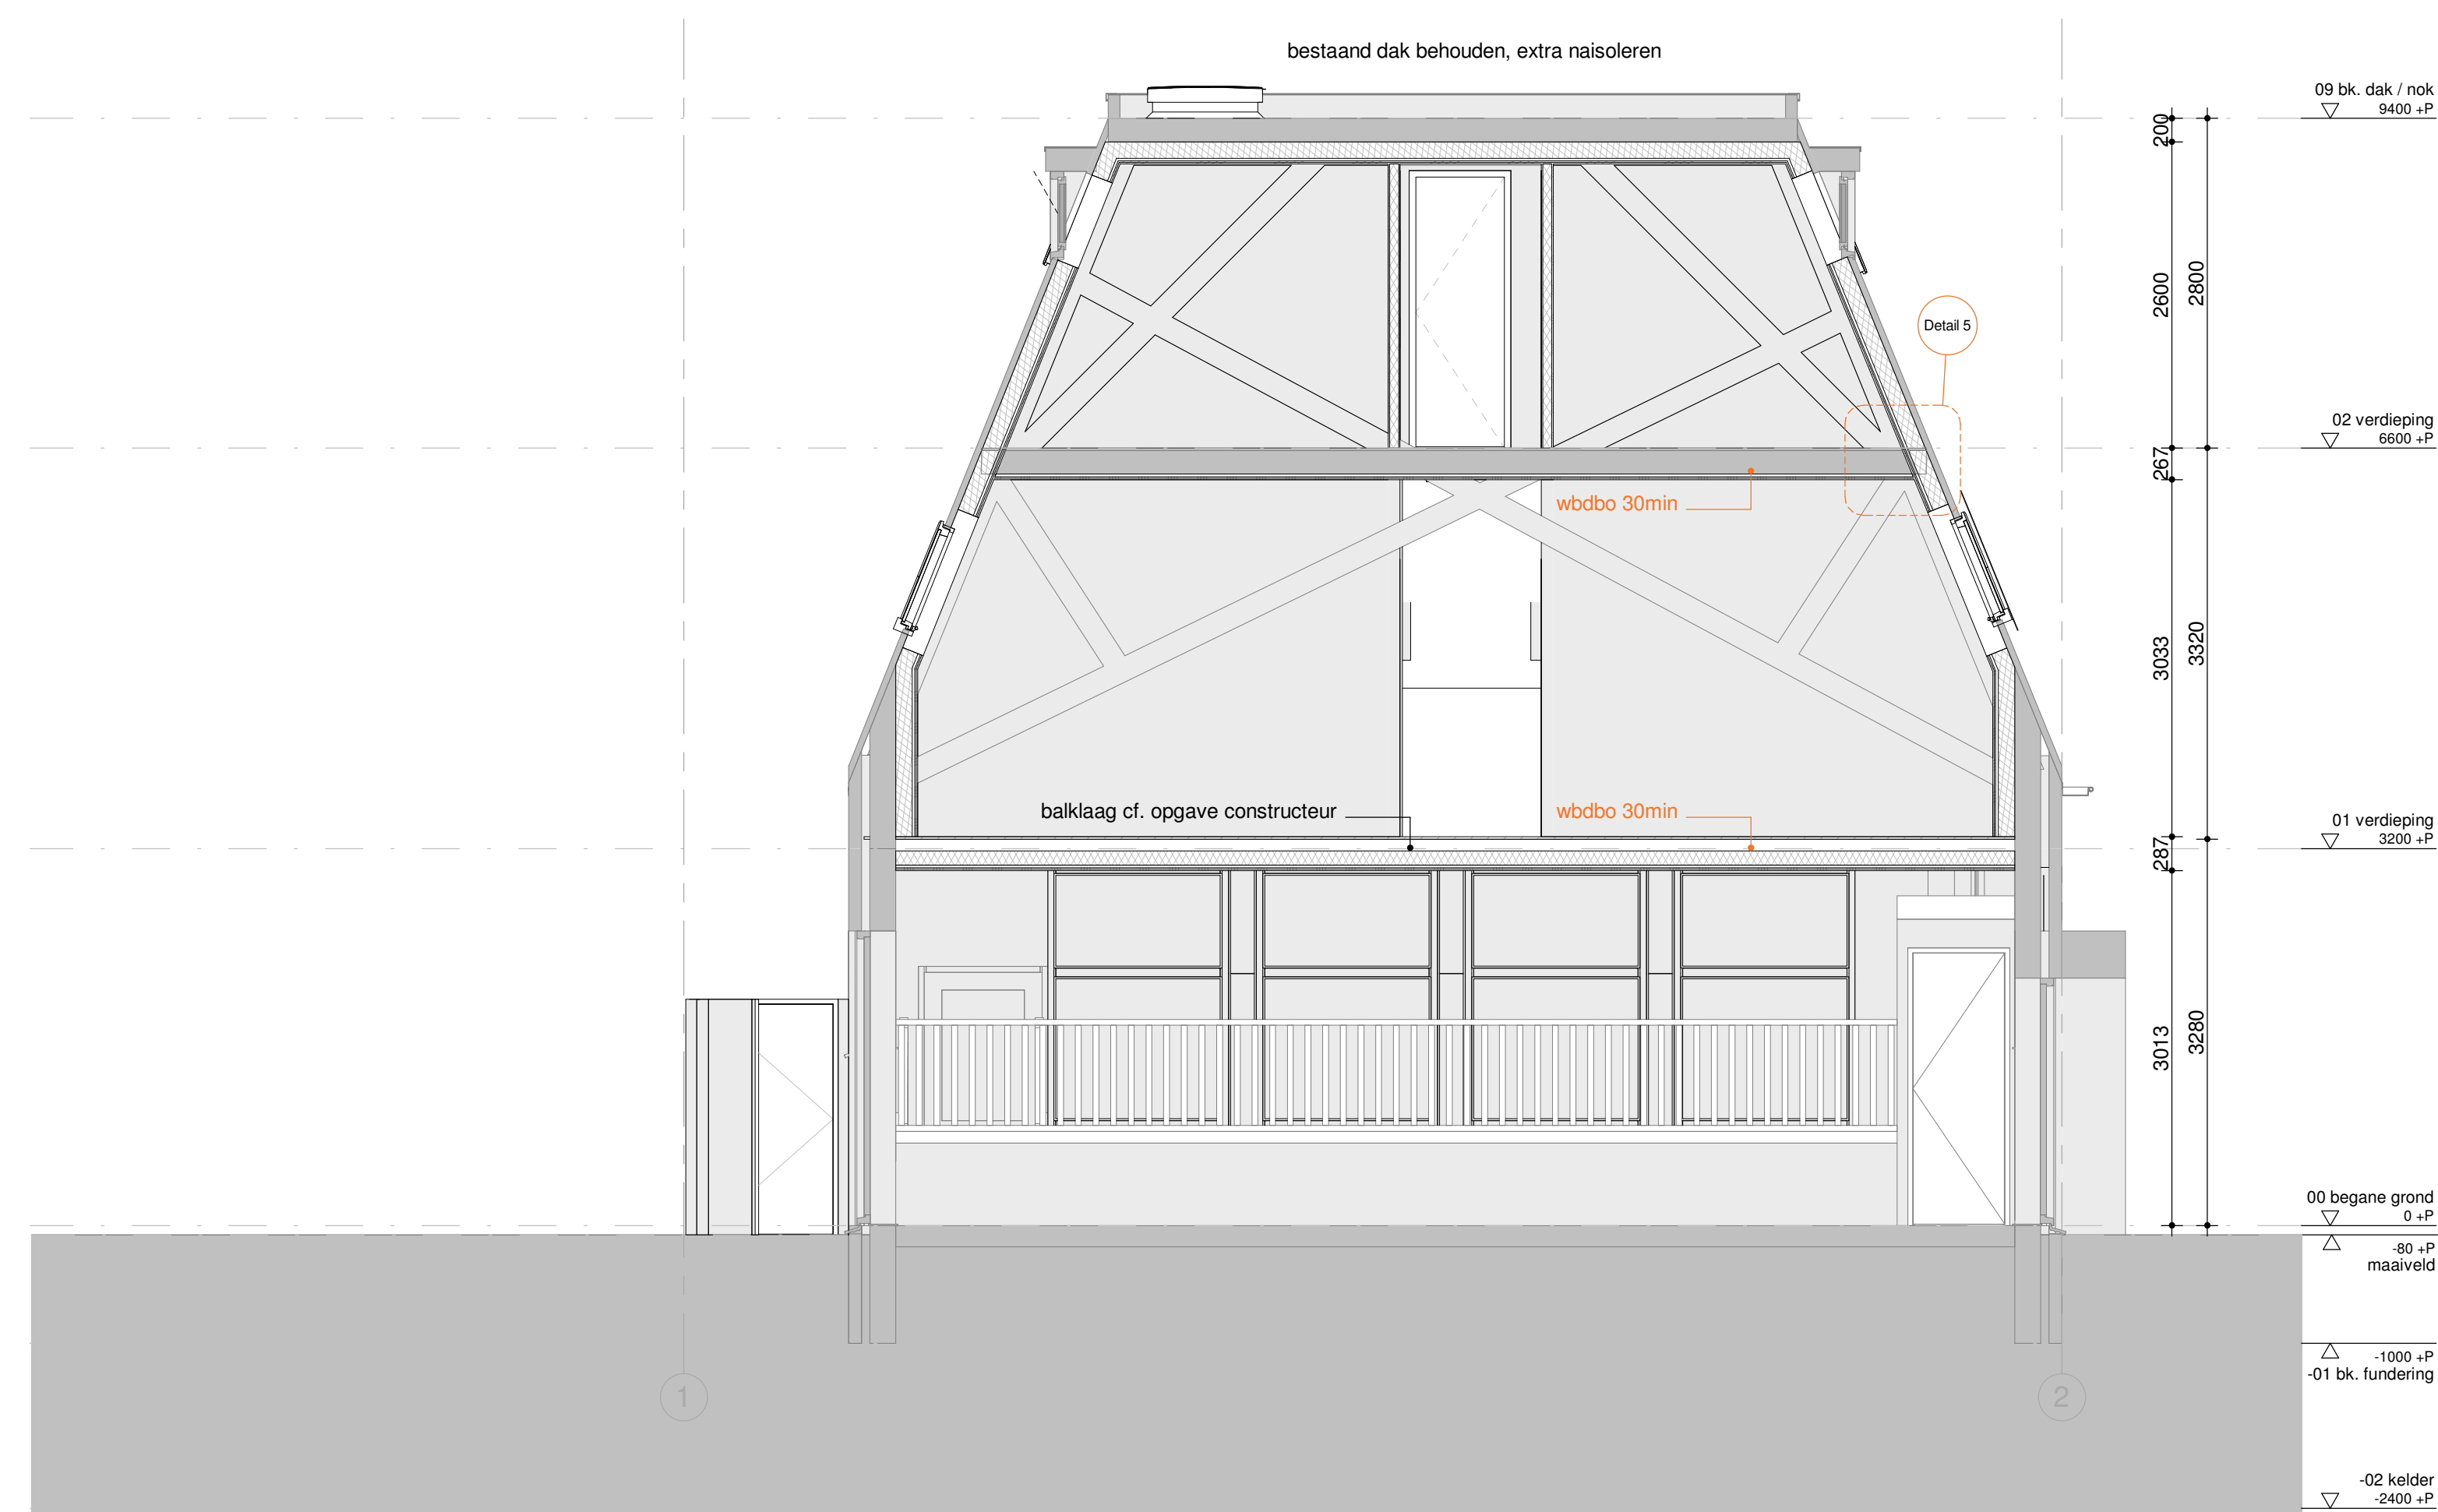 bestaand dak behouden, extra naisoleren
09 bk. dak / nok
9400 +P
200
2600
2800
Detail 5
02 verdieping
6600 +P
267
wbdbo 30min
3033
3320
balklaag cf. opgave constructeur
wbdbo 30min
01 verdieping
3200 +P
287
3013
3280
00 begane grond
0 +P
-80 +P
maaiveld
-1000 +P
-01 bk. fundering
1
2
-02 kelder
-2400 +P